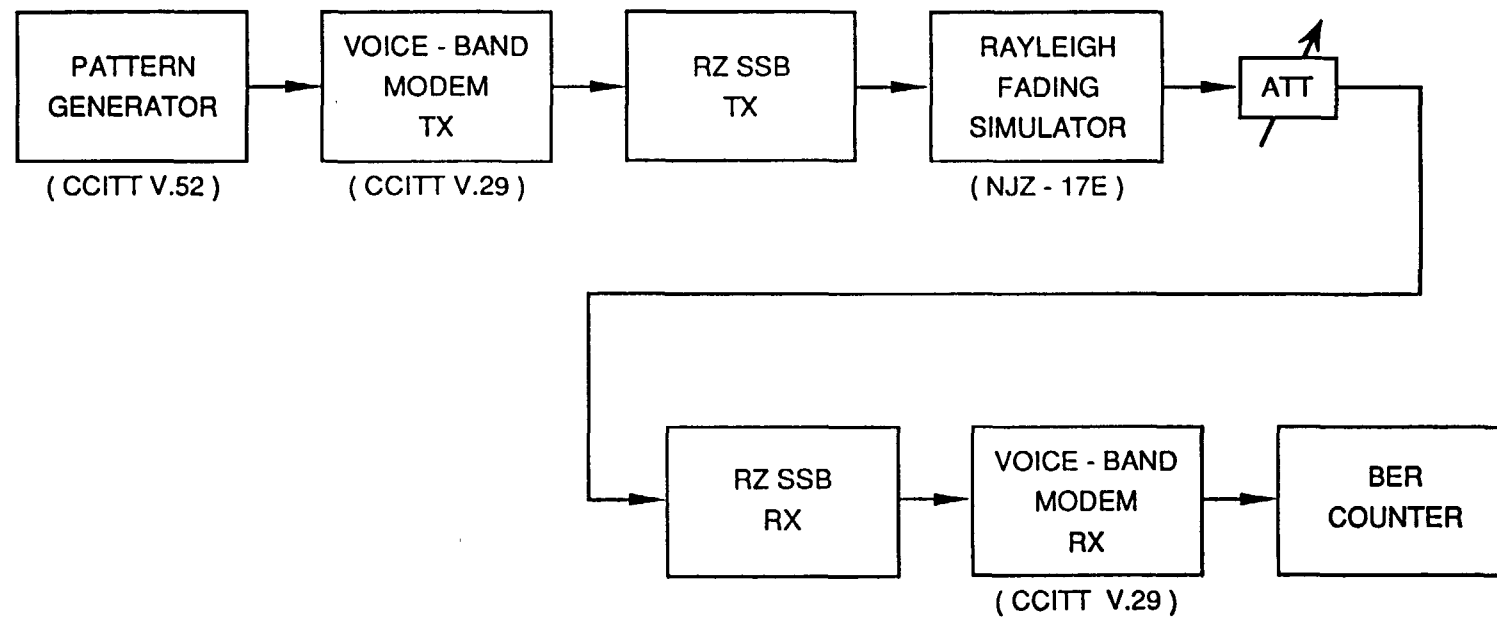 PATTERN
GENERATOR
( CCITT V.52 )
VOICE - BAND
MODEM
TX
( CCITT V.29 )
RZ SSB
TX
RAYLEIGH
FADING
SIMULATOR
( NJZ - 17E )
ATT
RZ SSB
RX
VOICE - BAND
MODEM
RX
( CCITT V.29 )
BER
COUNTER